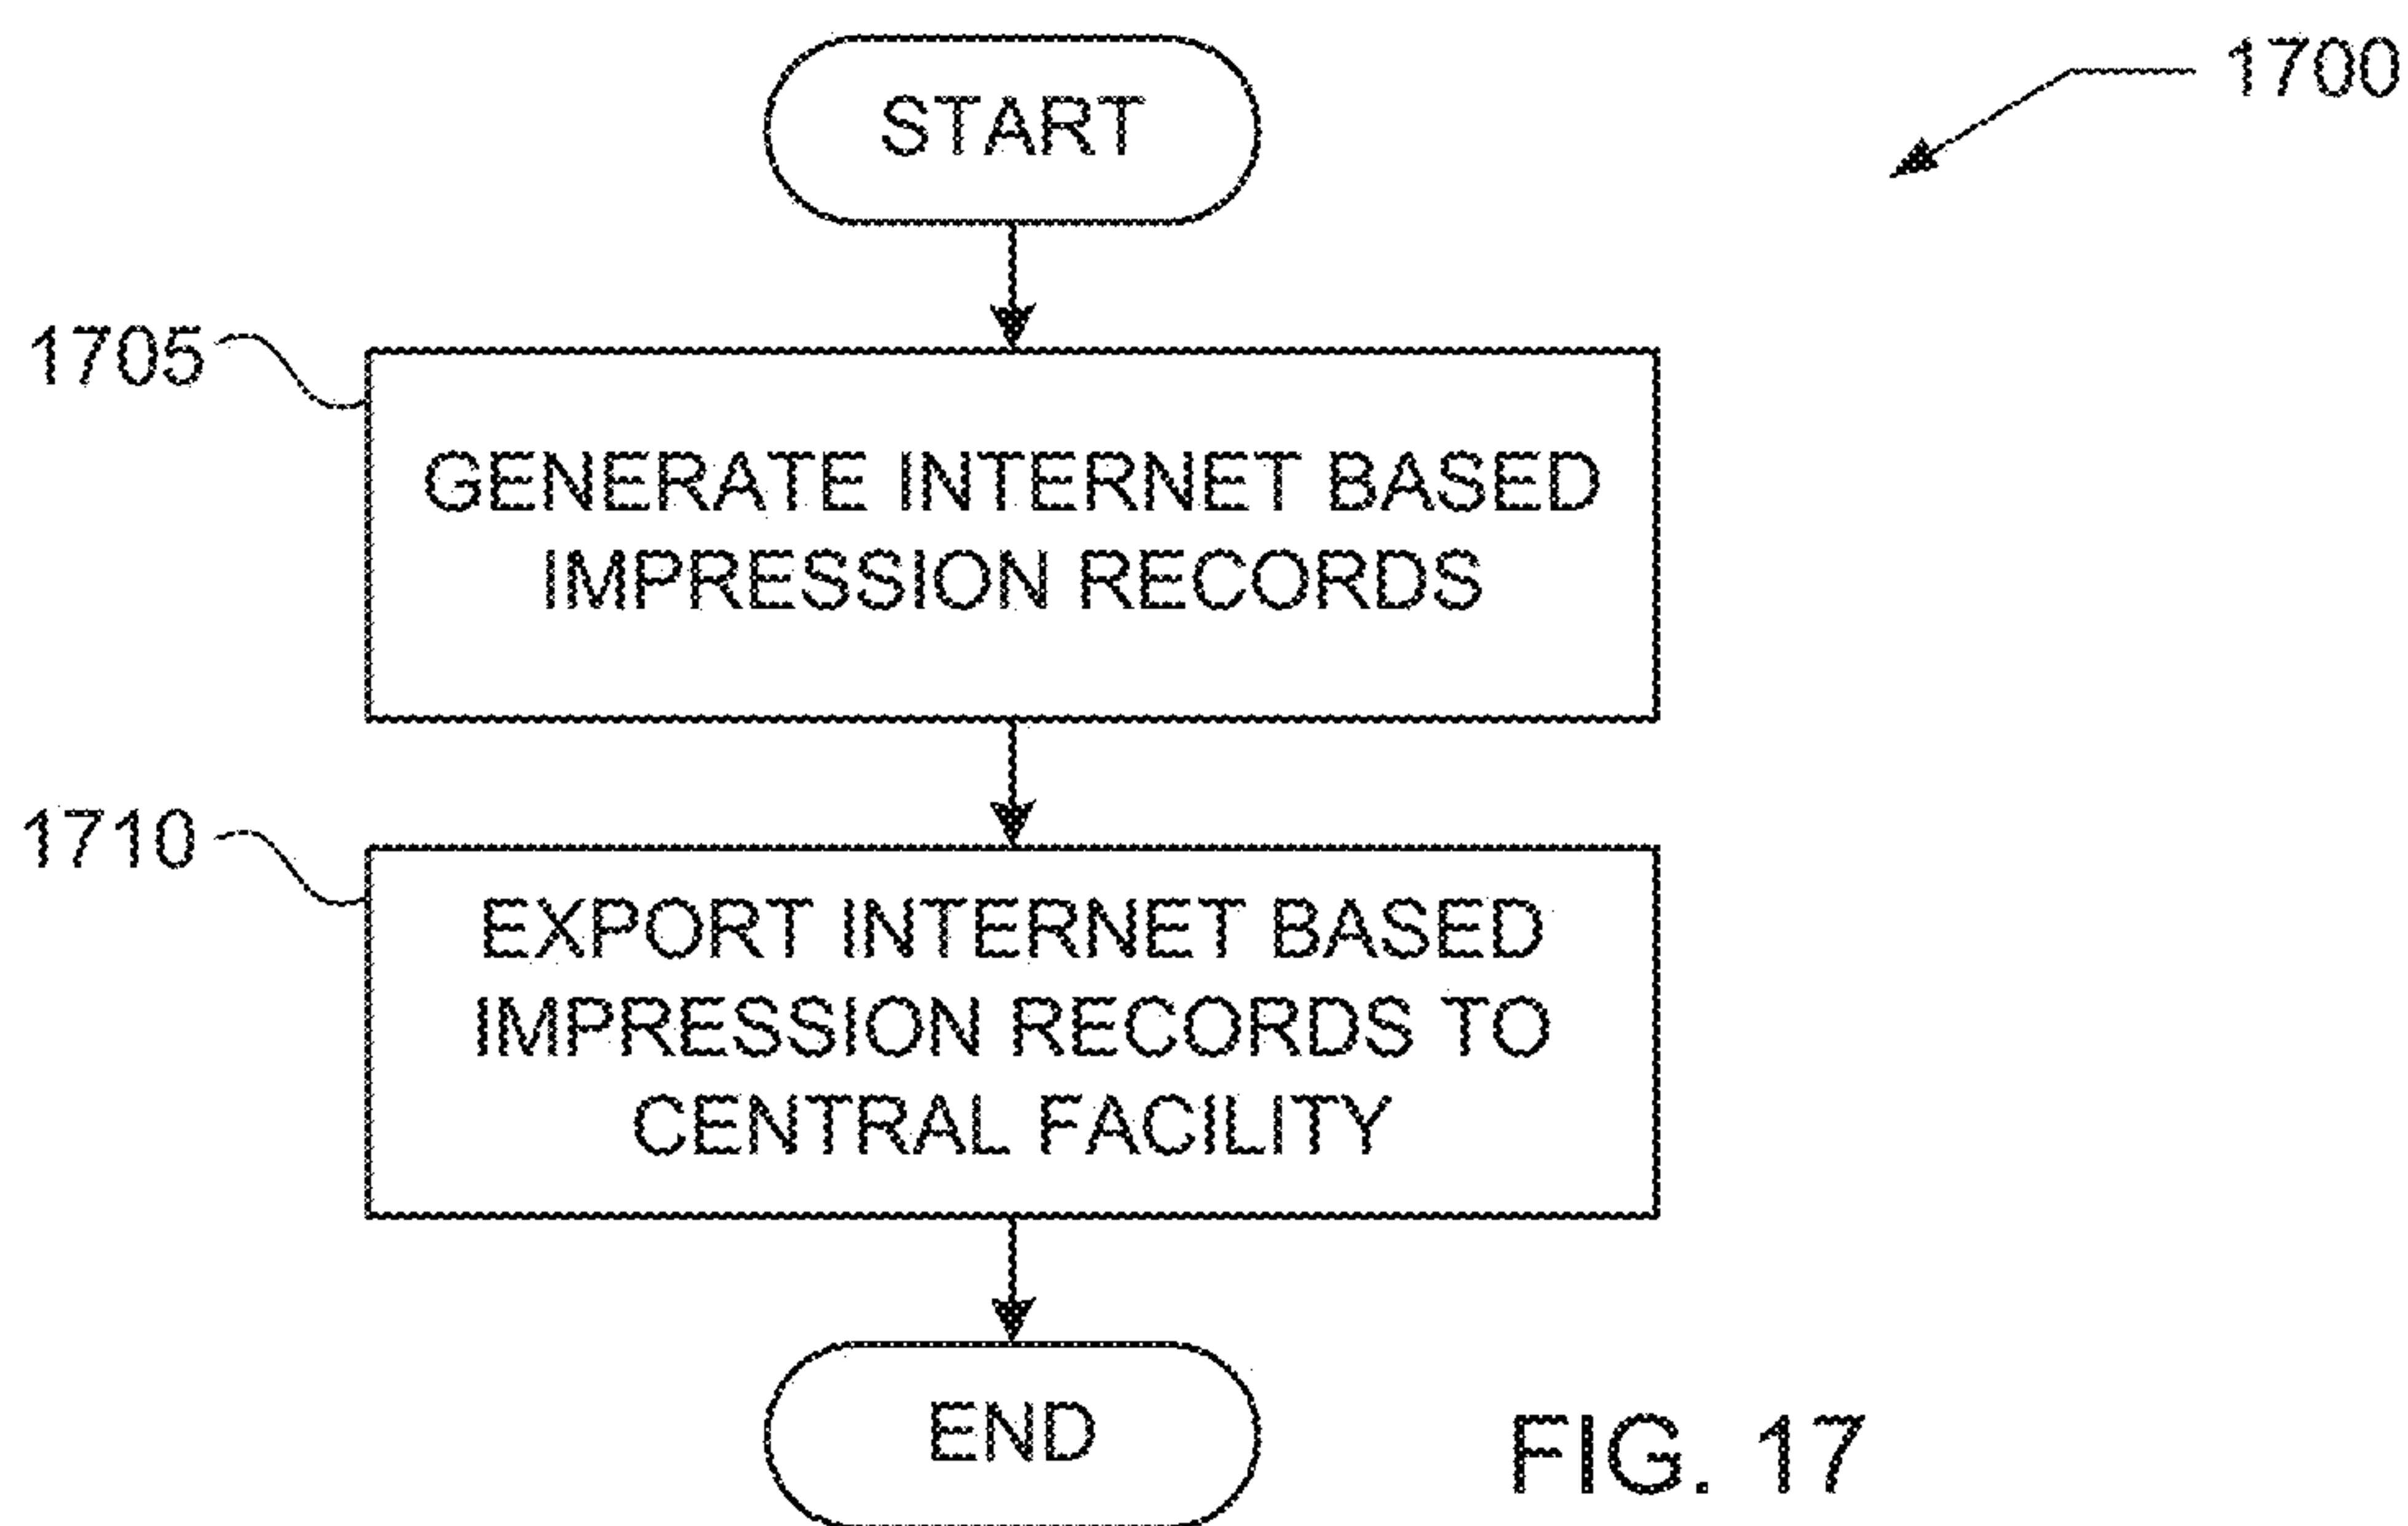 START
1700
1705
GENERATE INTERNET BASED
IMPRESSION RECORDS
1710
EXPORT INTERNET BASED
IMPRESSION RECORDS TO
CENTRAL FACILITY
END
FIG. 17